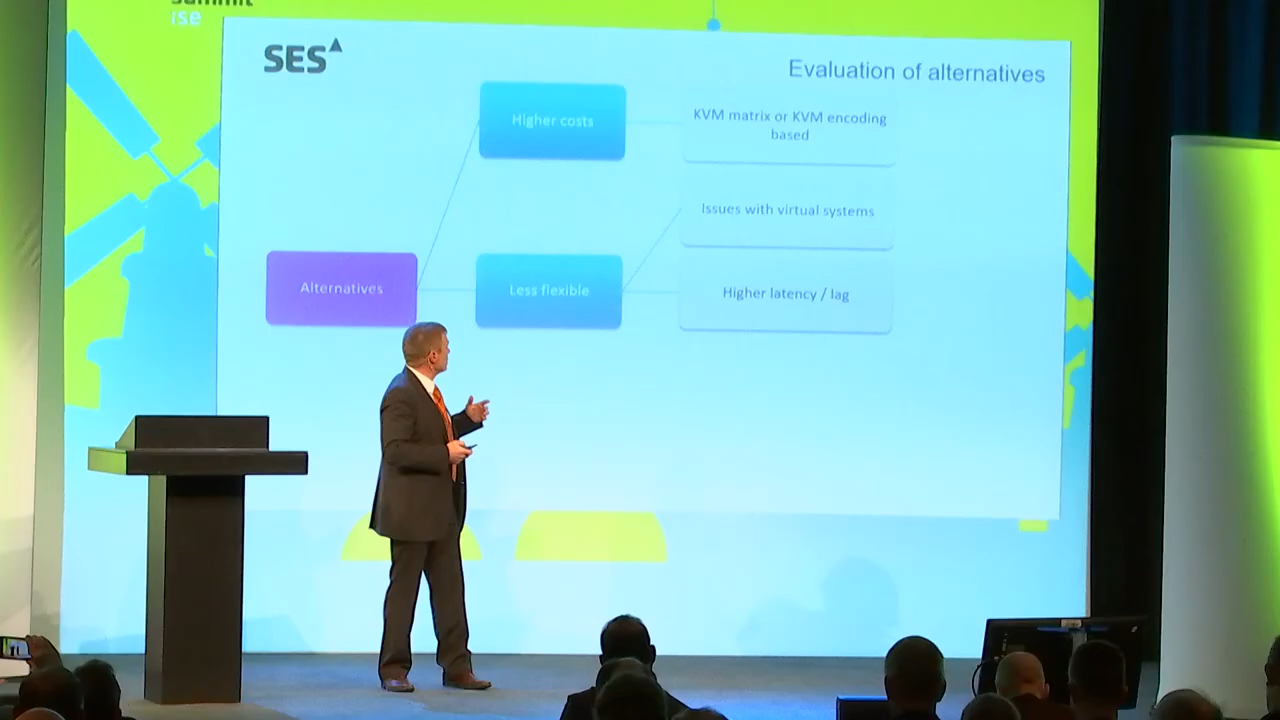 summit
ise
SES
Evaluation of alternatives
Higher costs
KVM matrix or KVM encoding
based
Issues with virtual systems
Alternatives
Less flexible
Higher latency / lag